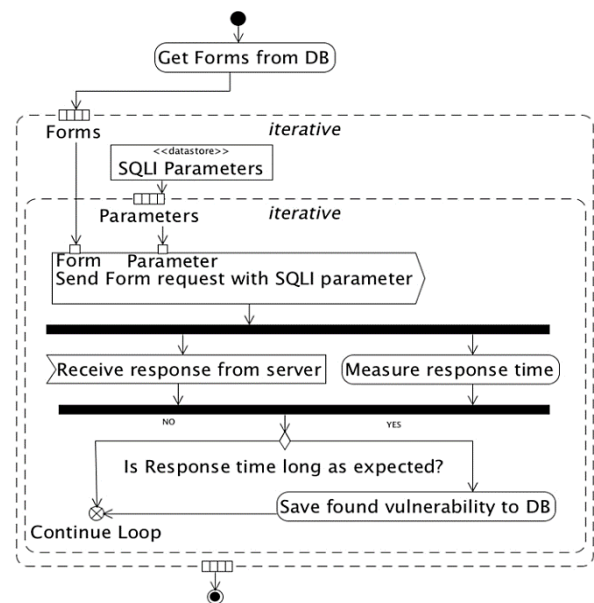 Get Forms from DB
iterative
Forms
<<datastore>>
SQLI Parameters
iterative
Parameters
Form
Parameter
Send Form request with SQLI parameter
Receive response from server
Measure response time
NO
YES
Is Response time long as expected?
Save found vulnerability to DB
Continue Loop